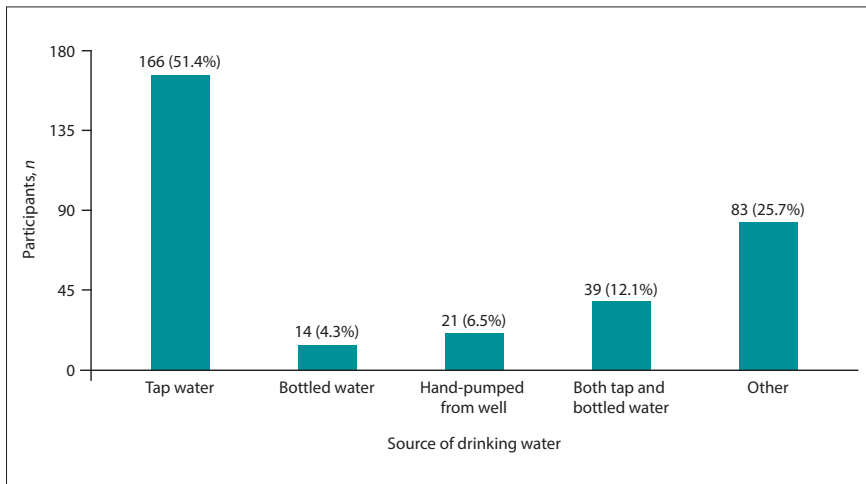 180
135
90
45
0
Participants, n
166 (51.4%)
14 (4.3%)
21 (6.5%)
39 (12.1%)
83 (25.7%)
Tap water
Bottled water
Hand-pumped
from well
Both tap and
bottled water
Other
Source of drinking water